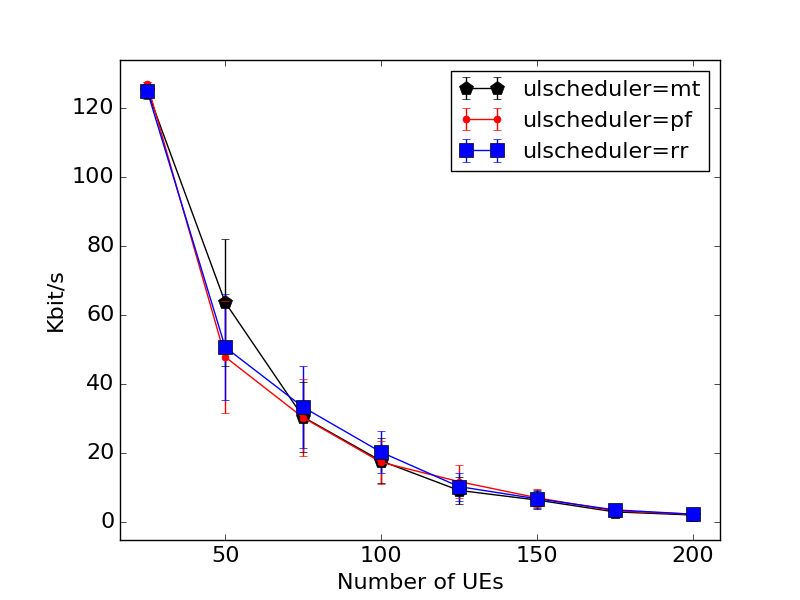 ulscheduler=mt
ulscheduler=pf
ulscheduler=rr
120
100
80
60
40
20
0
Kbit/s
50 100 150 200
Number of UEs